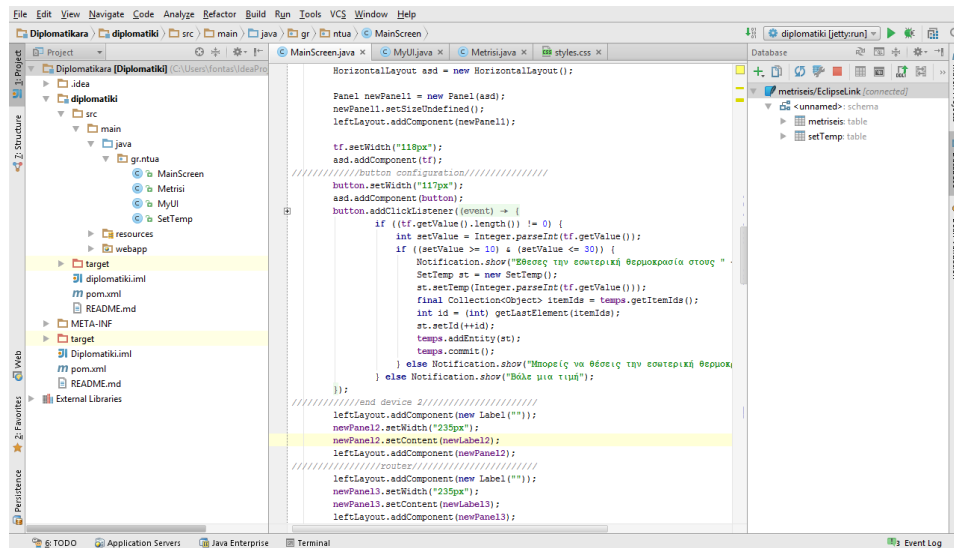 File Edit View Navigate Code Analyze Refactor Build Run Tools VCS Window Help
Diplomatikara diplomatiki src main java gr ntua MainScreen diplomatiki [jetty:run]
Project
MainScreen.java MyUI.java Metrisi.java styles.css
Database
1: Project
7: Structure
Web
2: Favorites
Persistence
Diplomatikara [Diplomatiki] (C:\Users\fontas\IdeaPro
.idea
diplomatiki
src
main
java
gr.ntua
MainScreen
Metrisi
MyUI
SetTemp
resources
webapp
target
diplomatiki.iml
pom.xml
README.md
META-INF
target
Diplomatiki.iml
pom.xml
README.md
External Libraries
HorizontalLayout asd = new HorizontalLayout();
Panel newPanel1 = new Panel(asd);
newPanel1.setSizeUndefined();
leftLayout.addComponent(newPanel1);
tf.setWidth("118px");
asd.addComponent(tf);
/////////////button configuration////////////////
button.setWidth("117px");
asd.addComponent(button);
button.addClickListener((event) → {
if ((tf.getValue().length()) != 0) {
int setValue = Integer.parseInt(tf.getValue());
if ((setValue >= 10) & (setValue <= 30)) {
Notification.show("Έθεσες την εσωτερική θερμοκρασία στους "
SetTemp st = new SetTemp();
st.setTemp(Integer.parseInt(tf.getValue()));
final Collection<Object> itemIds = temps.getItemIds();
int id = (int) getLastElement(itemIds);
st.setId(++id);
temps.addEntity(st);
temps.commit();
} else Notification.show("Μπορείς να θέσεις την εσωτερική θερμοκ
} else Notification.show("Βάλε μια τιμή");
});
/////////////end device 2//////////////////////
leftLayout.addComponent(new Label(""));
newPanel2.setWidth("235px");
newPanel2.setContent(newLabel2);
leftLayout.addComponent(newPanel2);
/////////////////router////////////////////////
leftLayout.addComponent(new Label(""));
newPanel3.setWidth("235px");
newPanel3.setContent(newLabel3);
leftLayout.addComponent(newPanel3);
metriseis/EclipseLink [connected]
<unnamed>: schema
metriseis: table
setTemp: table
6: TODO Application Servers Java Enterprise Terminal 3 Event Log